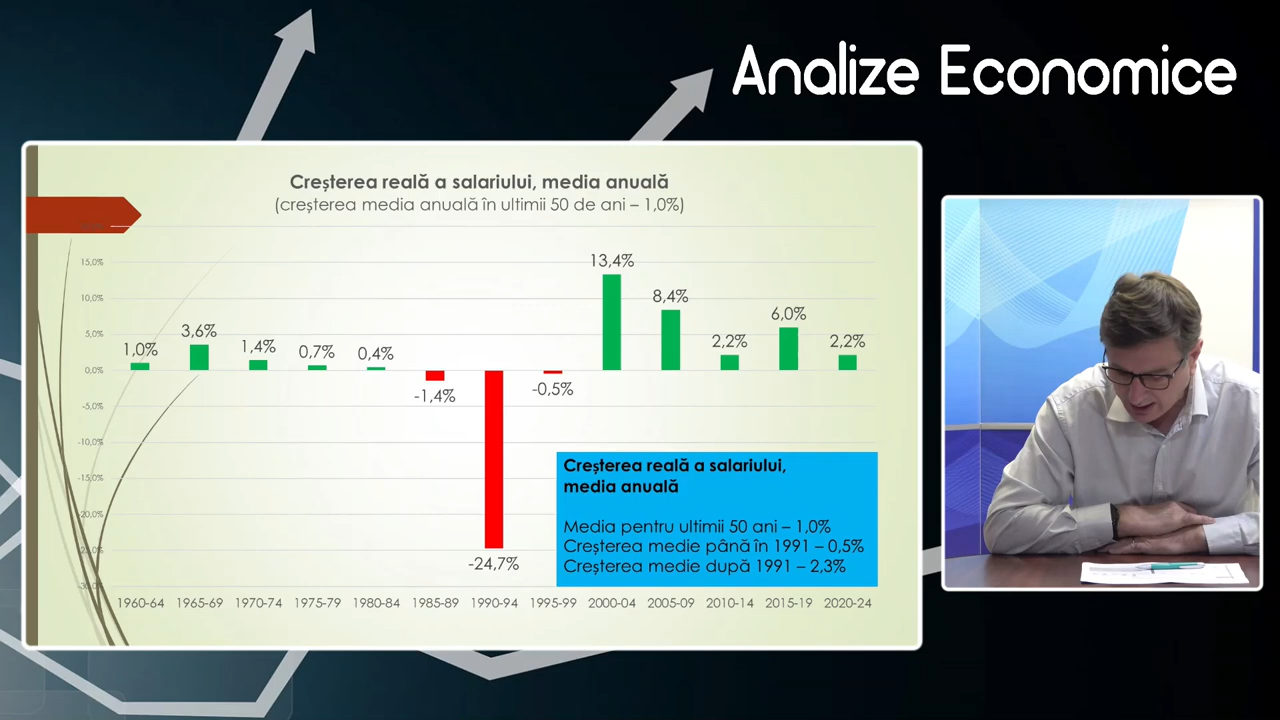 Analize Economice
Creșterea reală a salariului, media anuală
(creșterea media anuală în ultimii 50 de ani – 1,0%)
15,0%
10,0%
5,0%
0,0%
-5,0%
-10,0%
-15,0%
-20,0%
1,0%
3,6%
1,4%
0,7%
0,4%
-1,4%
-24,7%
-0,5%
13,4%
8,4%
2,2%
6,0%
2,2%
Creșterea reală a salariului,
media anuală
Media pentru ultimii 50 ani – 1,0%
Creșterea medie până în 1991 – 0,5%
Creșterea medie după 1991 – 2,3%
1960-64 1965-69 1970-74 1975-79 1980-84 1985-89 1990-94 1995-99 2000-04 2005-09 2010-14 2015-19 2020-24